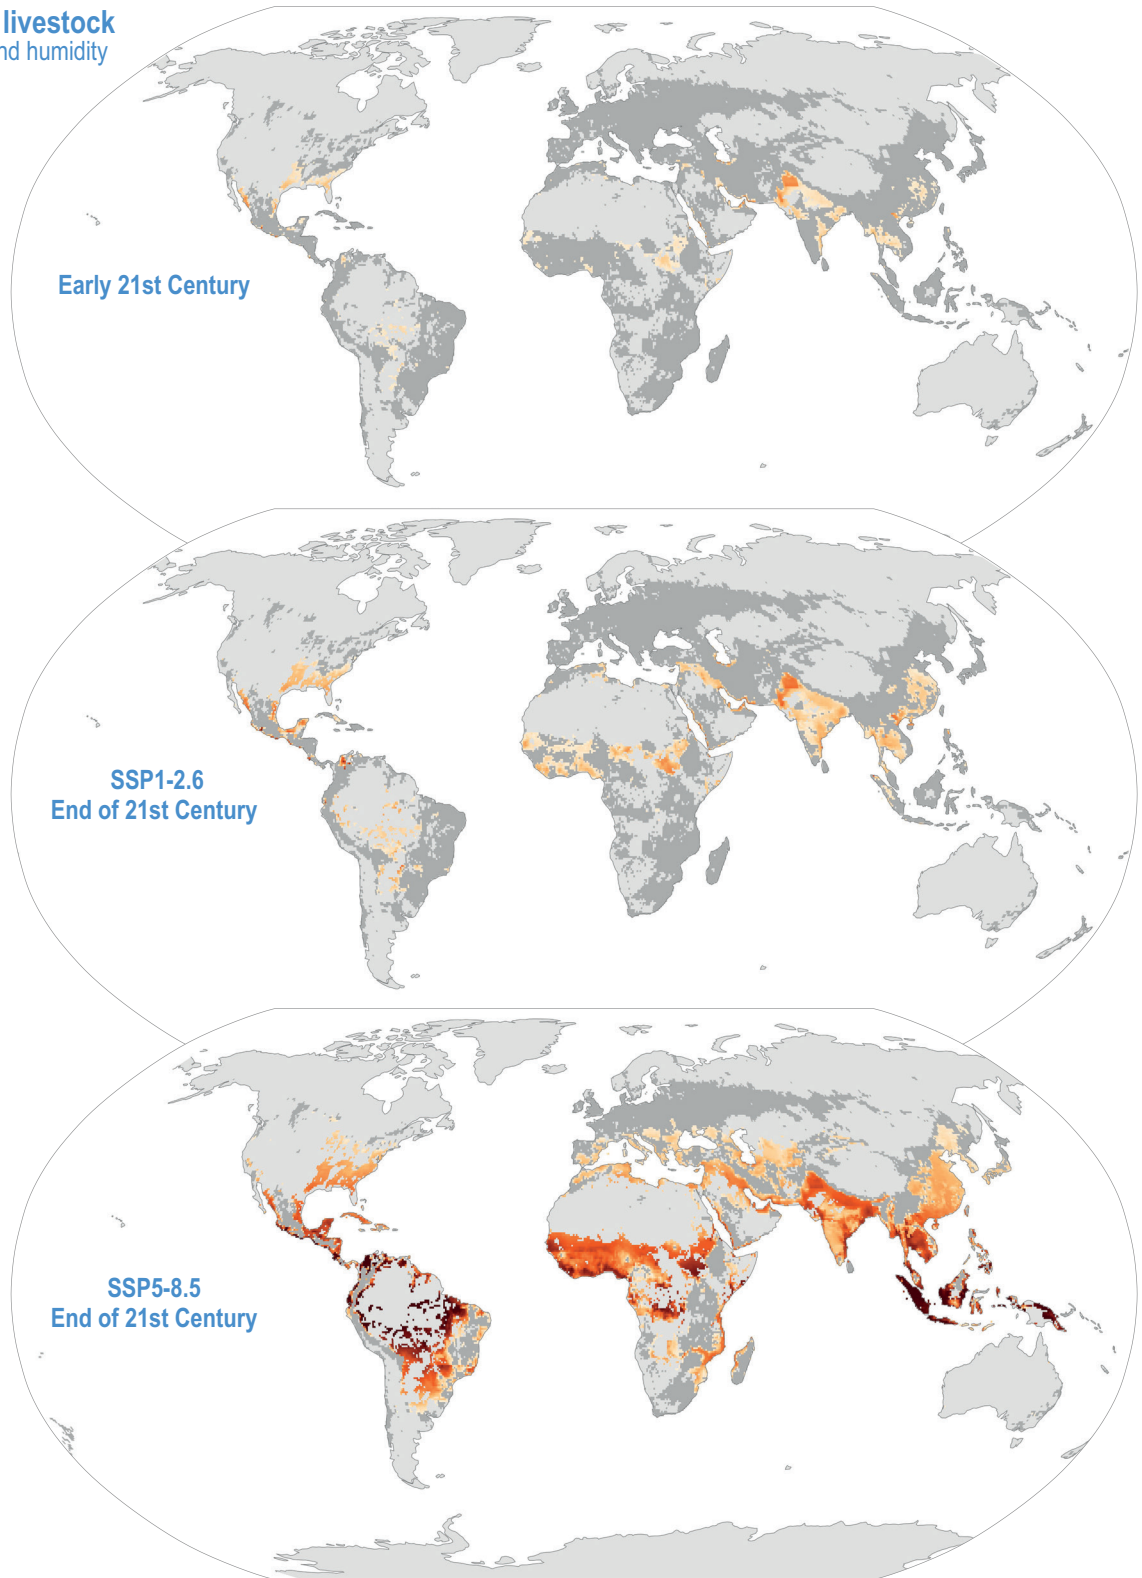 livestock
nd humidity
Early 21st Century
SSP1-2.6
End of 21st Century
SSP5-8.5
End of 21st Century